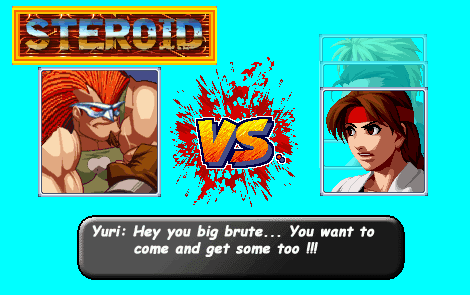 STEROID
VS.
Yuri: Hey you big brute... You want to
come and get some too !!!